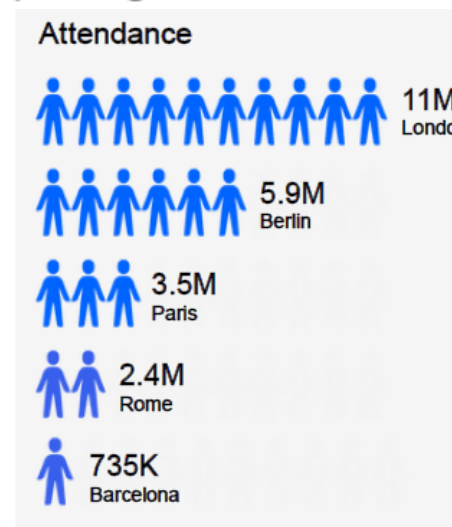 Attendance
11M
Londo
5.9M
Berlin
3.5M
Paris
2.4M
Rome
735K
Barcelona